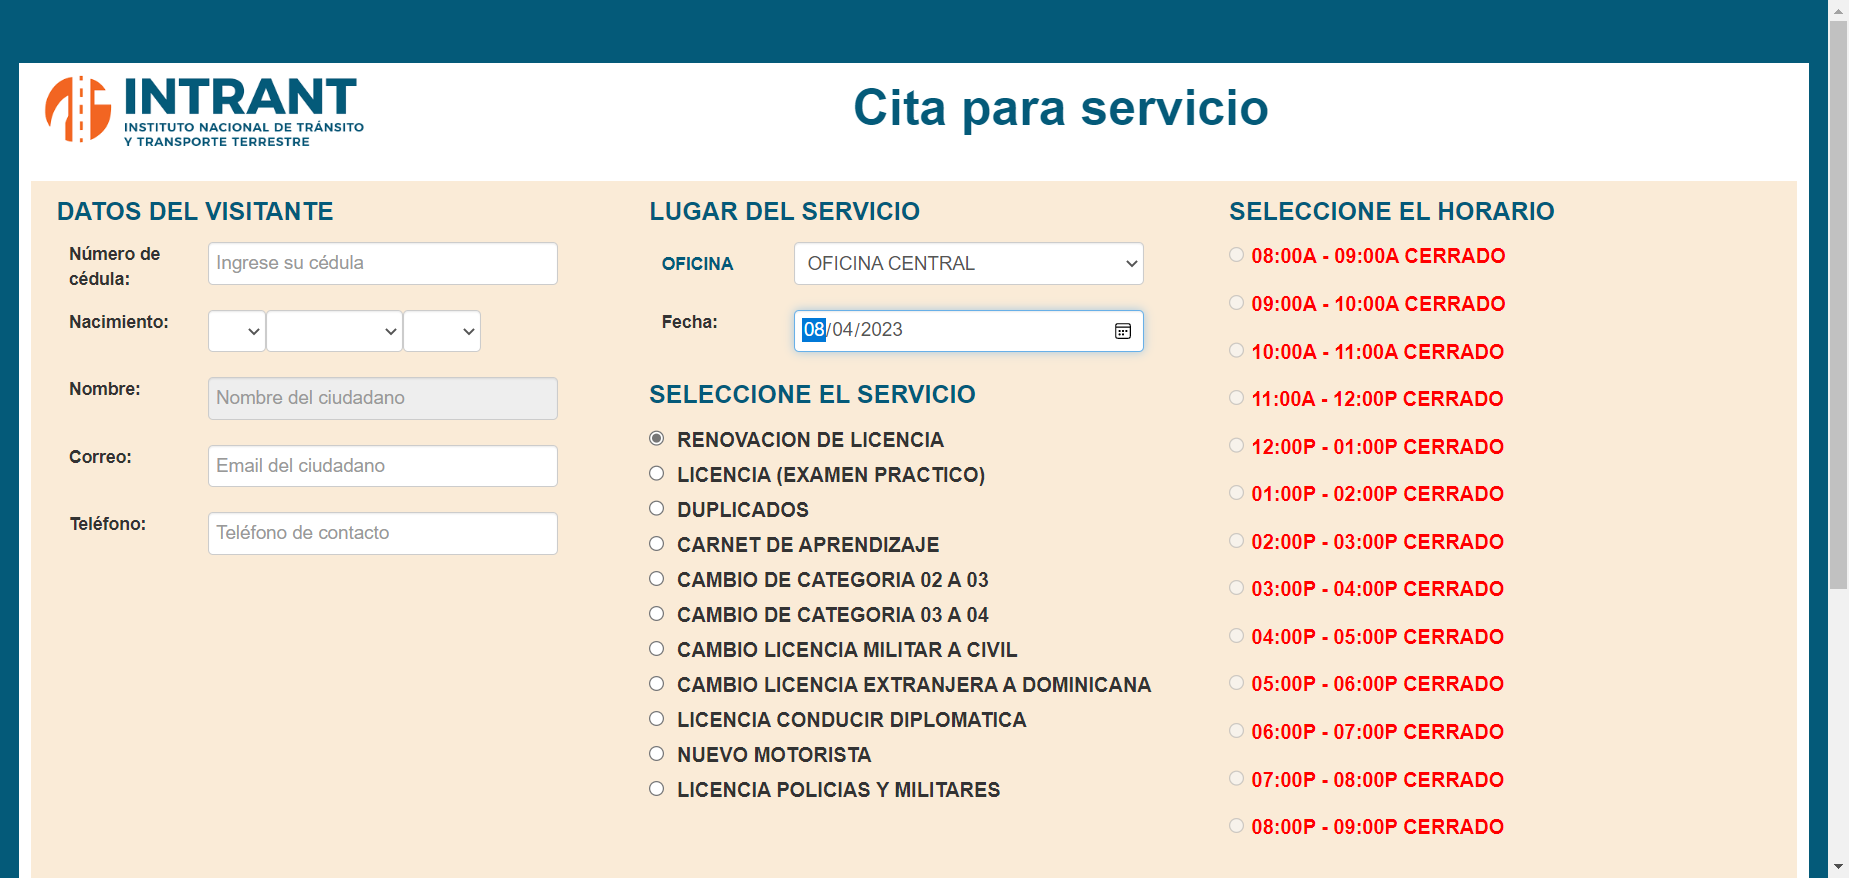 INTRANT
INSTITUTO NACIONAL DE TRÁNSITO
Y TRANSPORTE TERRESTRE
Cita para servicio
DATOS DEL VISITANTE
Número de
cédula:
Ingrese su cédula
Nacimiento:
Nombre:
Nombre del ciudadano
Correo:
Email del ciudadano
Teléfono:
Teléfono de contacto
LUGAR DEL SERVICIO
OFICINA
OFICINA CENTRAL
Fecha:
08/04/2023
SELECCIONE EL SERVICIO
RENOVACION DE LICENCIA
LICENCIA (EXAMEN PRACTICO)
DUPLICADOS
CARNET DE APRENDIZAJE
CAMBIO DE CATEGORIA 02 A 03
CAMBIO DE CATEGORIA 03 A 04
CAMBIO LICENCIA MILITAR A CIVIL
CAMBIO LICENCIA EXTRANJERA A DOMINICANA
LICENCIA CONDUCIR DIPLOMATICA
NUEVO MOTORISTA
LICENCIA POLICIAS Y MILITARES
SELECCIONE EL HORARIO
08:00A - 09:00A CERRADO
09:00A - 10:00A CERRADO
10:00A - 11:00A CERRADO
11:00A - 12:00P CERRADO
12:00P - 01:00P CERRADO
01:00P - 02:00P CERRADO
02:00P - 03:00P CERRADO
03:00P - 04:00P CERRADO
04:00P - 05:00P CERRADO
05:00P - 06:00P CERRADO
06:00P - 07:00P CERRADO
07:00P - 08:00P CERRADO
08:00P - 09:00P CERRADO